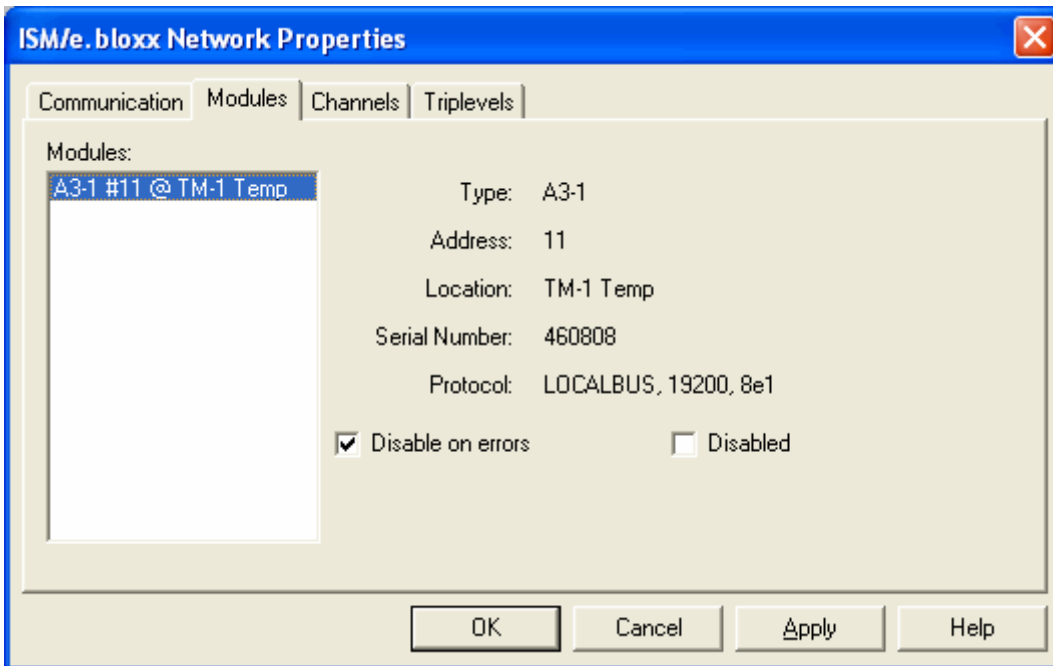 ISM/e.bloxx Network Properties
Communication Modules Channels Triplevels
Modules:
A3-1 #11 @ TM-1 Temp
Type: A3-1
Address: 11
Location: TM-1 Temp
Serial Number: 460808
Protocol: LOCALBUS, 19200, 8e1
Disable on errors Disabled
OK Cancel Apply Help